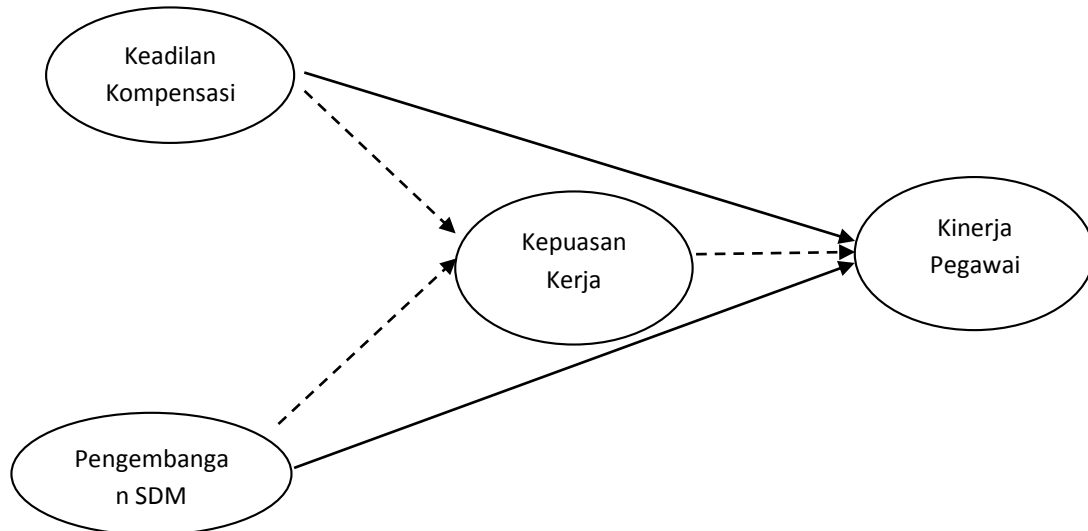 Keadilan
Kompensasi
Kepuasan
Kerja
Kinerja
Pegawai
Pengembanga
n SDM